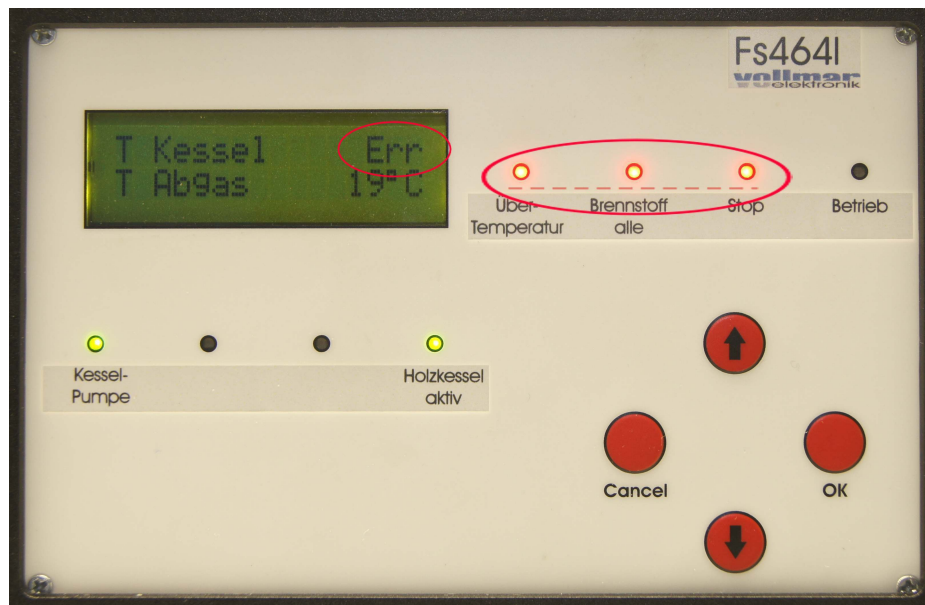 Fs464I
vollmar
elektronik
T Kessel Err
T Abgas 19°C
Über-
Temperatur
Brennstoff
alle
Stop
Betrieb
Kessel-
Pumpe
Holzkessel
aktiv
Cancel
OK